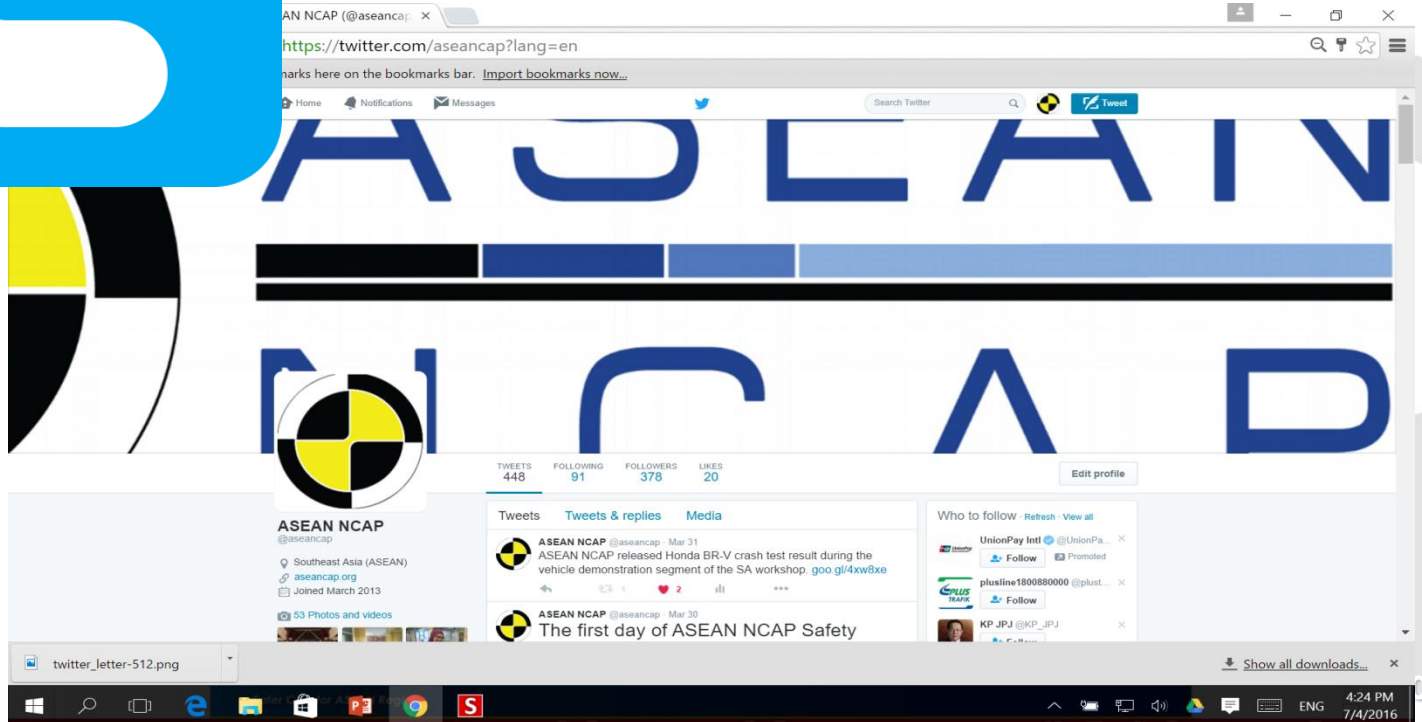 AN NCAP (@aseancap
https://twitter.com/aseancap?lang=en
marks here on the bookmarks bar. Import bookmarks now...
Home Notifications Messages Search Twitter Tweet
ASEAN
NCAP
TWEETS FOLLOWING FOLLOWERS LIKES
448 91 378 20
Edit profile
ASEAN NCAP
@aseancap
Southeast Asia (ASEAN)
aseancap.org
Joined March 2013
53 Photos and videos
Tweets Tweets & replies Media
ASEAN NCAP @aseancap · Mar 31
ASEAN NCAP released Honda BR-V crash test result during the
vehicle demonstration segment of the SA workshop. goo.gl/4xw8xe
1 2
ASEAN NCAP @aseancap · Mar 30
The first day of ASEAN NCAP Safety
Who to follow · Refresh · View all
UnionPay Intl @UnionPa...
Follow Promoted
plusline1800880000 @plust...
PLUS
TRAFIK
Follow
KP JPJ @KP_JPJ
Follow
twitter_letter-512.png
Show all downloads...
S
ENG
4:24 PM
7/4/2016